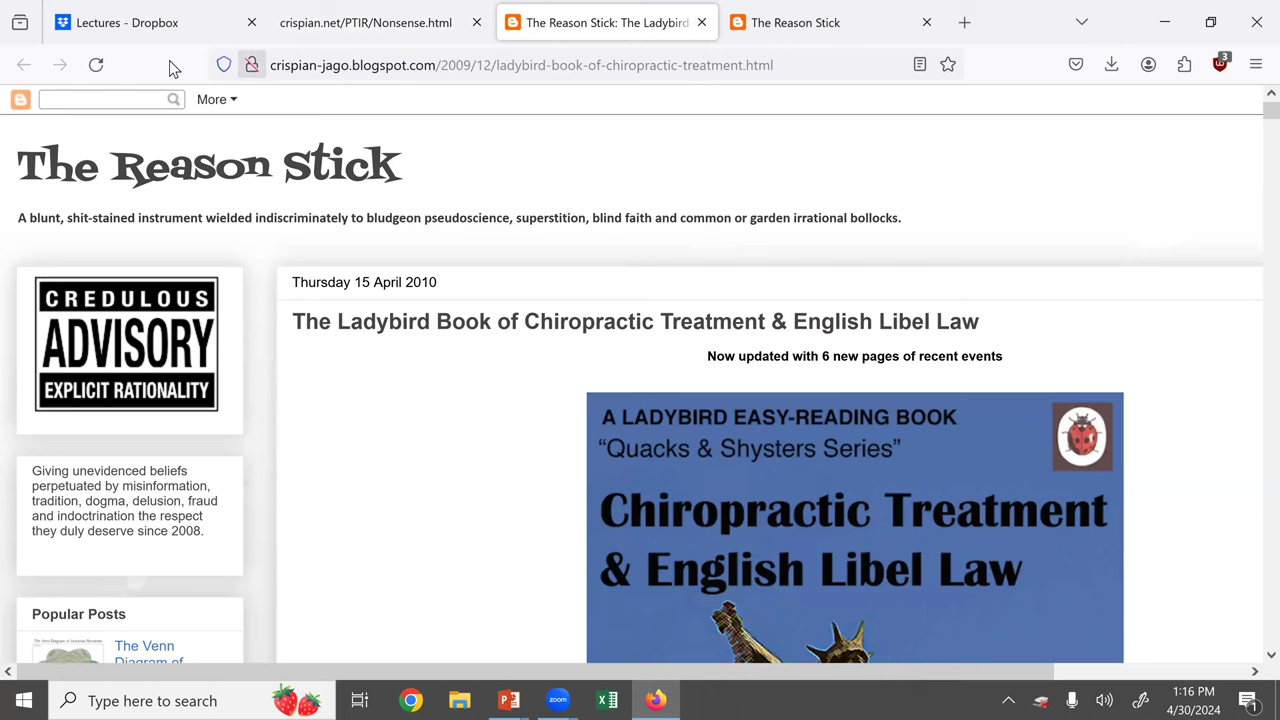 Lectures - Dropbox
crispian.net/PTIR/Nonsense.html
The Reason Stick: The Ladybird
The Reason Stick
crispian-jago.blogspot.com/2009/12/ladybird-book-of-chiropractic-treatment.html
3
More
The Reason Stick
A blunt, shit-stained instrument wielded indiscriminately to bludgeon pseudoscience, superstition, blind faith and common or garden irrational bollocks.
CREDULOUS
ADVISORY
EXPLICIT RATIONALITY
Giving unevidenced beliefs
perpetuated by misinformation,
tradition, dogma, delusion, fraud
and indoctrination the respect
they duly deserve since 2008.
Popular Posts
The Venn
Diagram of
Thursday 15 April 2010
The Ladybird Book of Chiropractic Treatment & English Libel Law
Now updated with 6 new pages of recent events
A LADYBIRD EASY-READING BOOK
“Quacks & Shysters Series”
Chiropractic Treatment
& English Libel Law
Type here to search
zoom
1:16 PM
4/30/2024
1